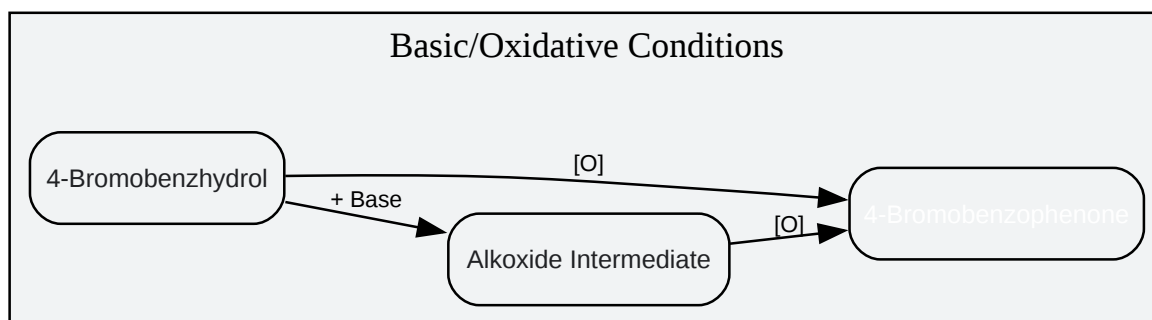 Basic/Oxidative Conditions
[O]
4-Bromobenzhydrol
+ Base
4-Bromobenzophenone
[O]
Alkoxide Intermediate